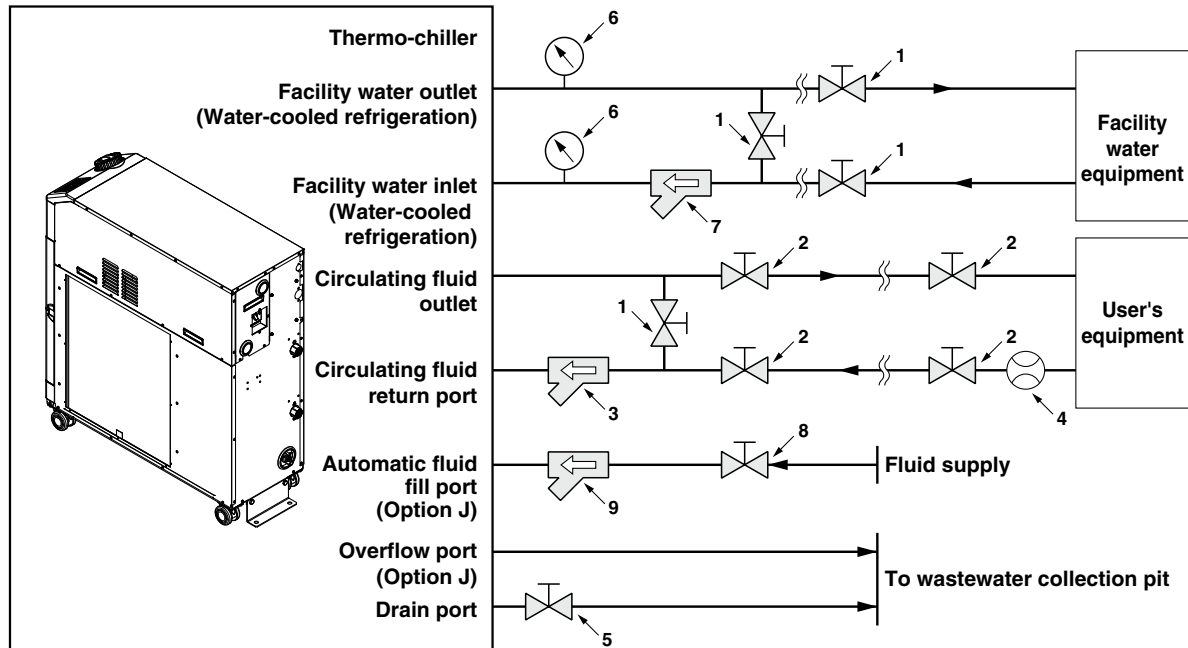 6
Thermo-chiller
1
Facility water outlet
(Water-cooled refrigeration)
6
1
Facility
water
equipment
1
Facility water inlet
(Water-cooled
refrigeration)
7
2
2
Circulating fluid
outlet
1
User's
equipment
2
2
Circulating fluid
return port
3
4
8
Automatic fluid
fill port
(Option J)
Fluid supply
9
Overflow port
(Option J)
To wastewater collection pit
Drain port
5